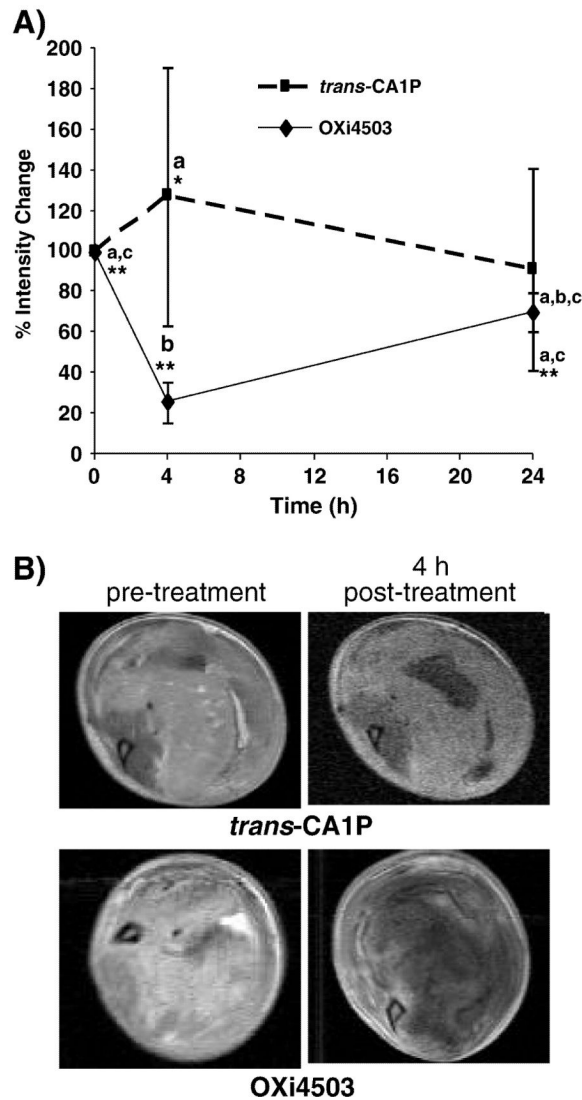 A)
200
180
160
140
120
100
80
60
40
20
0
% Intensity Change
trans-CA1P
OXi4503
a
*
a,c
**
b
**
a,b,c
a,c
**
0 4 8 12 16 20 24
Time (h)
B)
4 h
pre-treatment post-treatment
trans-CA1P
OXi4503